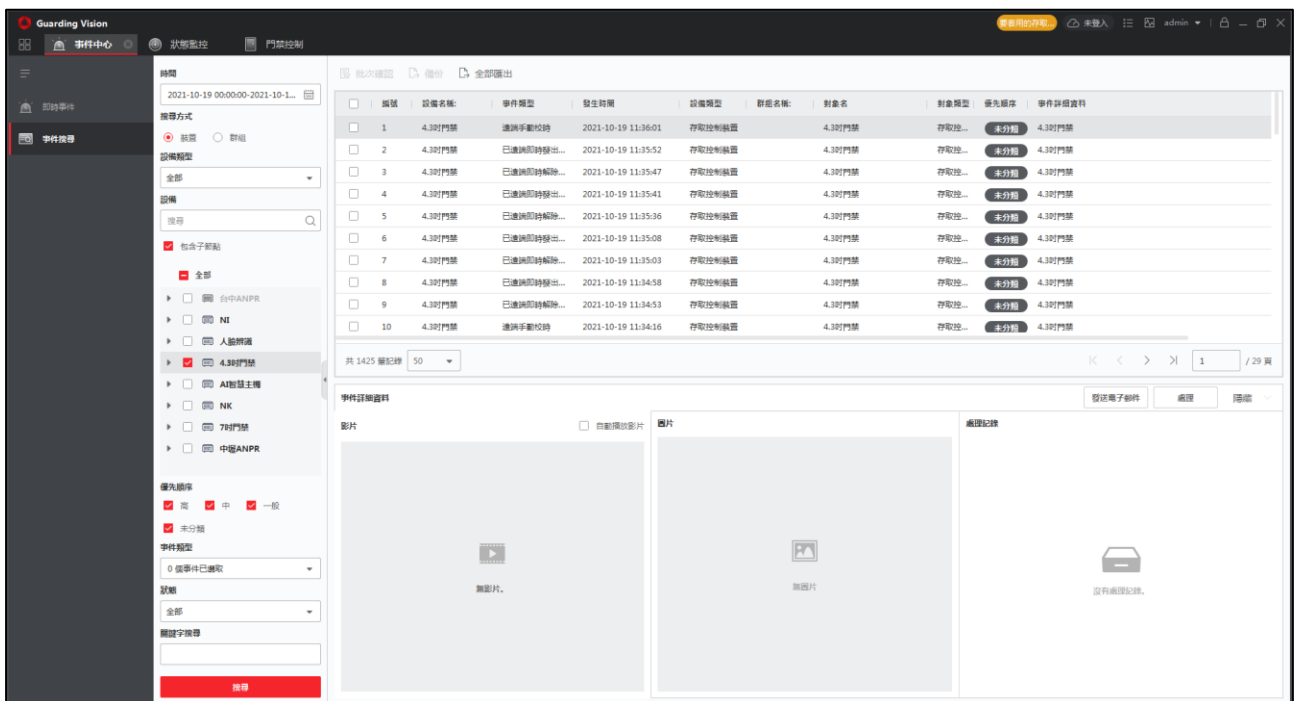 Guarding Vision
要套用的存取... 未登入 admin
事件中心 狀態監控 門禁控制
即時事件
事件搜尋
時間
2021-10-19 00:00:00-2021-10-1...
搜尋方式
裝置 群組
設備類型
全部
設備
搜尋
包含子節點
全部
台中ANPR
NI
人臉辨識
4.3吋門禁
AI智慧主機
NK
7吋門禁
中壢ANPR
優先順序
高 中 一般
未分類
事件類型
0 個事件已選取
狀態
全部
關鍵字搜尋
搜尋
批次確認 備份 全部匯出
編號 設備名稱: 事件類型 發生時間 設備類型 群組名稱: 對象名 對象類型 優先順序 事件詳細資料
1 4.3吋門禁 遠端手動校時 2021-10-19 11:36:01 存取控制裝置 4.3吋門禁 存取控... 未分類 4.3吋門禁
2 4.3吋門禁 已遠端即時發出... 2021-10-19 11:35:52 存取控制裝置 4.3吋門禁 存取控... 未分類 4.3吋門禁
3 4.3吋門禁 已遠端即時解除... 2021-10-19 11:35:47 存取控制裝置 4.3吋門禁 存取控... 未分類 4.3吋門禁
4 4.3吋門禁 已遠端即時發出... 2021-10-19 11:35:41 存取控制裝置 4.3吋門禁 存取控... 未分類 4.3吋門禁
5 4.3吋門禁 已遠端即時解除... 2021-10-19 11:35:36 存取控制裝置 4.3吋門禁 存取控... 未分類 4.3吋門禁
6 4.3吋門禁 已遠端即時發出... 2021-10-19 11:35:08 存取控制裝置 4.3吋門禁 存取控... 未分類 4.3吋門禁
7 4.3吋門禁 已遠端即時解除... 2021-10-19 11:35:03 存取控制裝置 4.3吋門禁 存取控... 未分類 4.3吋門禁
8 4.3吋門禁 已遠端即時發出... 2021-10-19 11:34:58 存取控制裝置 4.3吋門禁 存取控... 未分類 4.3吋門禁
9 4.3吋門禁 已遠端即時解除... 2021-10-19 11:34:53 存取控制裝置 4.3吋門禁 存取控... 未分類 4.3吋門禁
10 4.3吋門禁 遠端手動校時 2021-10-19 11:34:16 存取控制裝置 4.3吋門禁 存取控... 未分類 4.3吋門禁
共 1425 筆記錄 50 1 / 29 頁
事件詳細資料 發送電子郵件 處理 隱藏
影片 自動播放影片 圖片 處理記錄
無影片。
無圖片
沒有處理記錄。